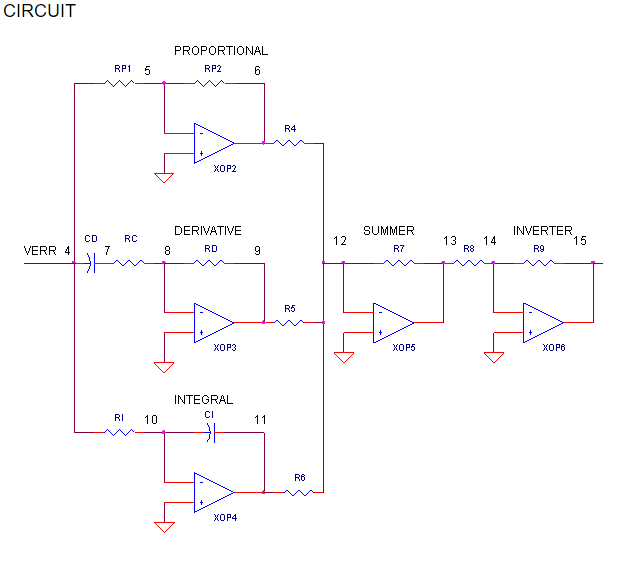 CIRCUIT
PROPORTIONAL
RP1 5 RP2 6
R4
- +
XOP2
DERIVATIVE
SUMMER
INVERTER
VERR 4 CD 7 RC 8 RD 9
12 R7 13 R8 14 R9 15
R5
- +
XOP3
- +
XOP5
- +
XOP6
INTEGRAL
RI 10 CI 11
R6
- +
XOP4